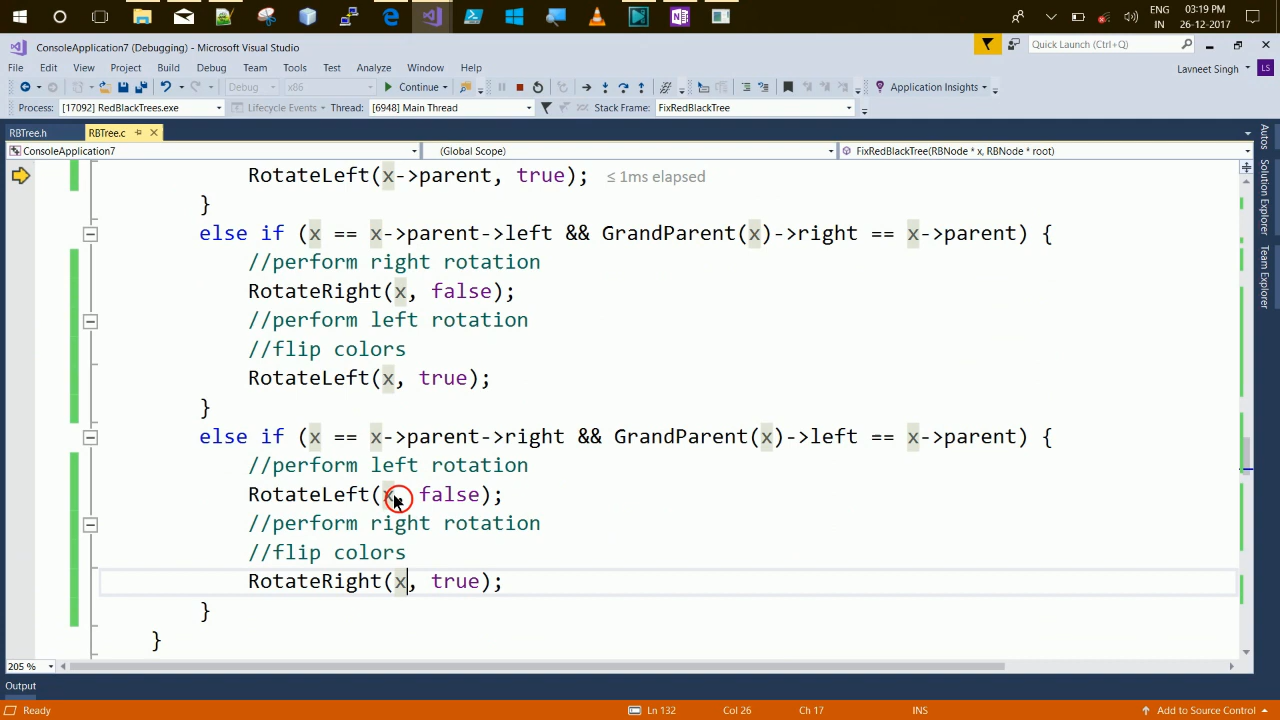 03:19 PM
ENG
IN
26-12-2017
ConsoleApplication7 (Debugging) - Microsoft Visual Studio
Quick Launch (Ctrl+Q)
File Edit View Project Build Debug Team Tools Test Analyze Window Help
Lavneet Singh
LS
Debug x86 Continue Application Insights
Process: [17092] RedBlackTrees.exe Lifecycle Events Thread: [6948] Main Thread Stack Frame: FixRedBlackTree
RBTree.h RBTree.c
ConsoleApplication7 (Global Scope) FixRedBlackTree(RBNode * x, RBNode * root)
RotateLeft(x->parent, true); ≤ 1ms elapsed
}
else if (x == x->parent->left && GrandParent(x)->right == x->parent) {
//perform right rotation
RotateRight(x, false);
//perform left rotation
//flip colors
RotateLeft(x, true);
}
else if (x == x->parent->right && GrandParent(x)->left == x->parent) {
//perform left rotation
RotateLeft(x, false);
//perform right rotation
//flip colors
RotateRight(x, true);
}
}
Autos
Solution Explorer
Team Explorer
205 %
Output
Ready Ln 132 Col 26 Ch 17 INS Add to Source Control